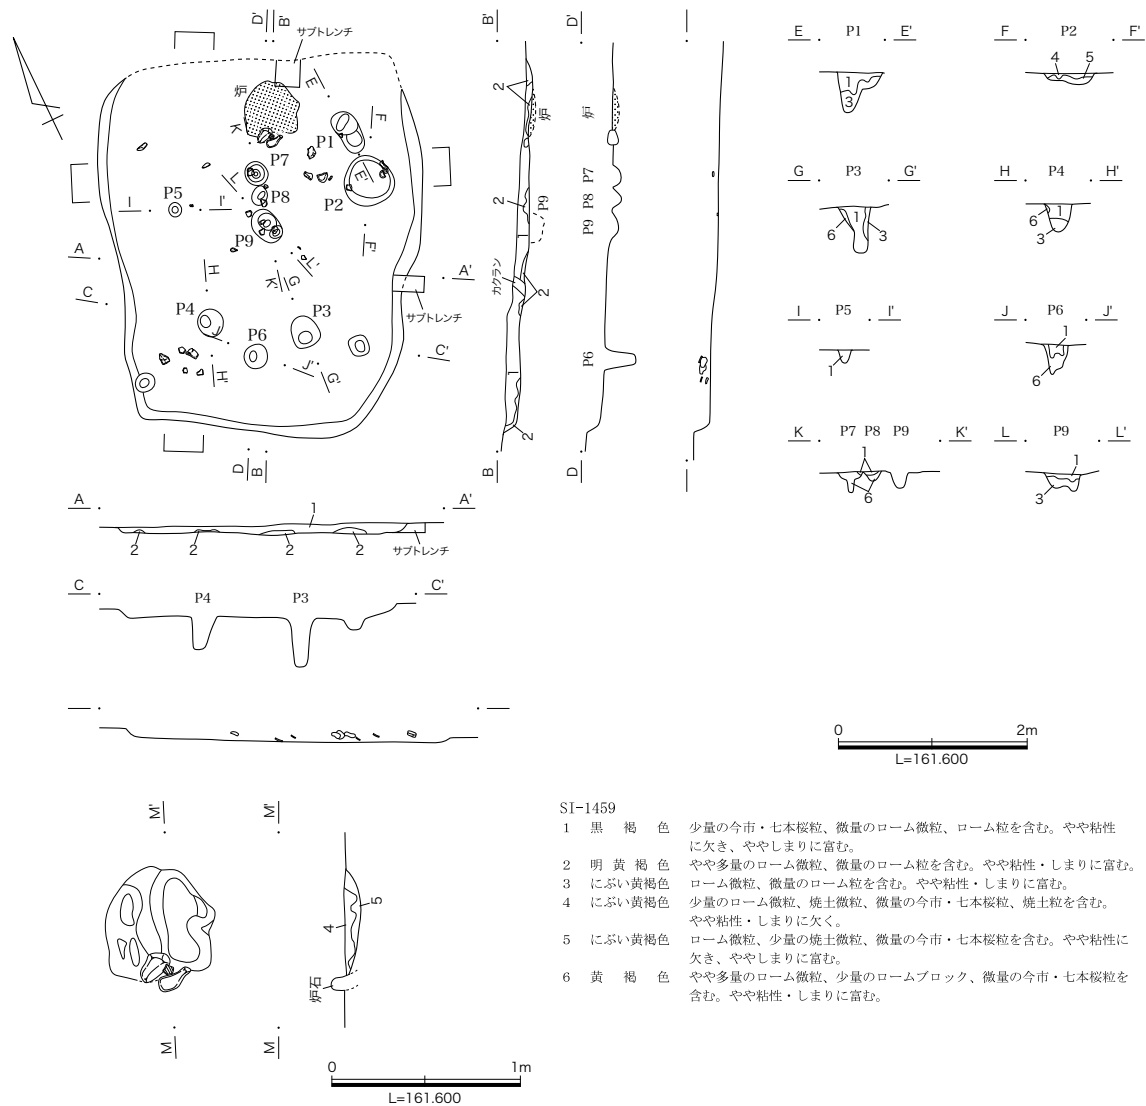 D'
B'
サブトレンチ
炉
E
F
K
P1
P7
L
E'
P5
I
I'
P8
P2
P9
F'
A
H
K'
G
L'
A'
C
サブトレンチ
P4
P3
J
P6
C'
H'
J'
G'
D
B
B'
2
炉
2
P9
1
カクラン
2
1
2
B
D'
炉
P7
P8
P9
P6
D
E P1 E'
1
3
F P2 F'
4 5
G P3 G'
1
6 3
H P4 H'
1
6
3
I P5 I'
1
J P6 J'
1
6
K P7 P8 P9 K'
1
6
L P9 L'
1
3
A A'
1
2 2 2 2 サブトレンチ
C P4 P3 C'
0 2m
L=161.600
M' M'
4
5
炉石
M M
0 1m
L=161.600
SI-1459
1 黒褐色 少量の今市・七本桜粒、微量のローム微粒、ローム粒を含む。やや粘性
に欠き、ややしまりに富む。
2 明黄褐色 やや多量のローム微粒、微量のローム粒を含む。やや粘性・しまりに富む。
3 にぶい黄褐色 ローム微粒、微量のローム粒を含む。やや粘性・しまりに富む。
4 にぶい黄褐色 少量のローム微粒、焼土微粒、微量の今市・七本桜粒、焼土粒を含む。
やや粘性・しまりに欠く。
5 にぶい黄褐色 ローム微粒、少量の焼土微粒、微量の今市・七本桜粒を含む。やや粘性に
欠き、ややしまりに富む。
6 黄褐色 やや多量のローム微粒、少量のロームブロック、微量の今市・七本桜粒を
含む。やや粘性・しまりに富む。